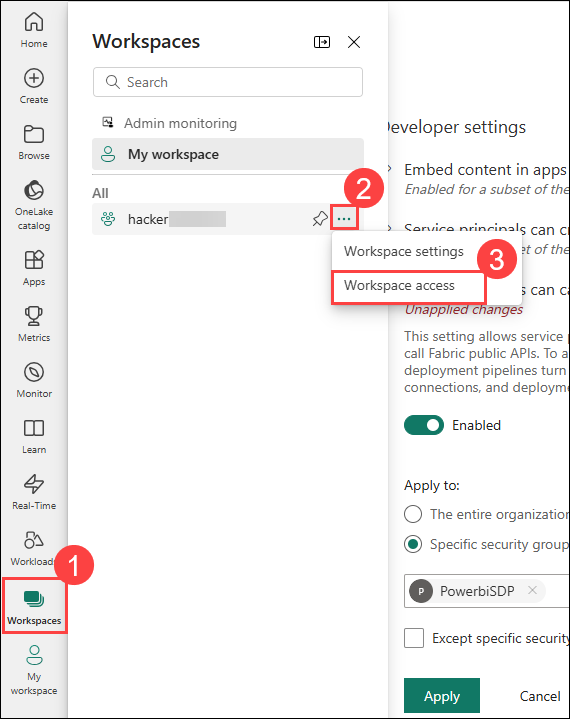 Home
Create
Browse
OneLake
catalog
Apps
Metrics
Monitor
Learn
Real-Time
Workloads
1
Workspaces
My
workspace
Workspaces
Search
Admin monitoring
My workspace
All
2
hacker
...
Workspace settings
3
Workspace access
Developer settings
Embed content in apps
Enabled for a subset of the
Service principals can cr
t of the
s can ca
Unapplied changes
This setting allows service p
call Fabric public APIs. To a
deployment pipelines turn
connections, and deploym
Enabled
Apply to:
The entire organization
Specific security group
P PowerbiSDP
Except specific security
Apply Cancel